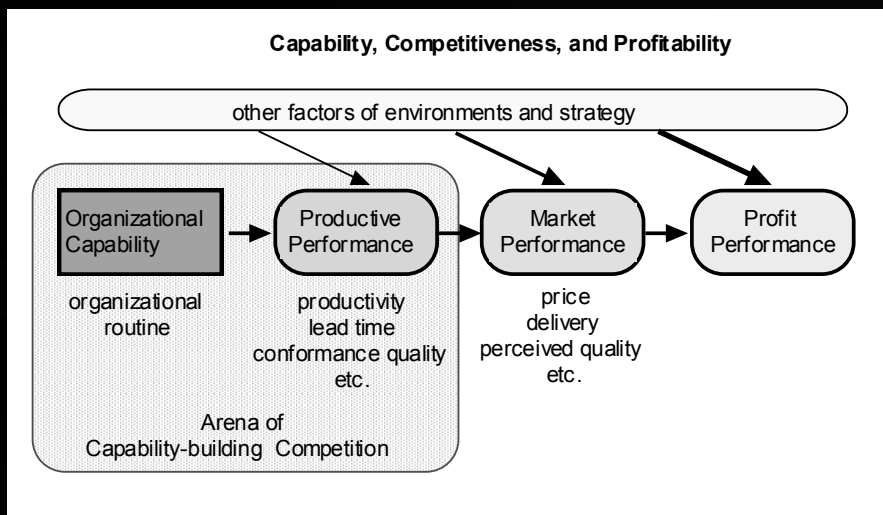 Capability, Competitiveness, and Profitability
other factors of environments and strategy
Organizational
Capability
Productive
Performance
Market
Performance
Profit
Performance
organizational
routine
productivity
lead time
conformance quality
etc.
price
delivery
perceived quality
etc.
Arena of
Capability-building Competition